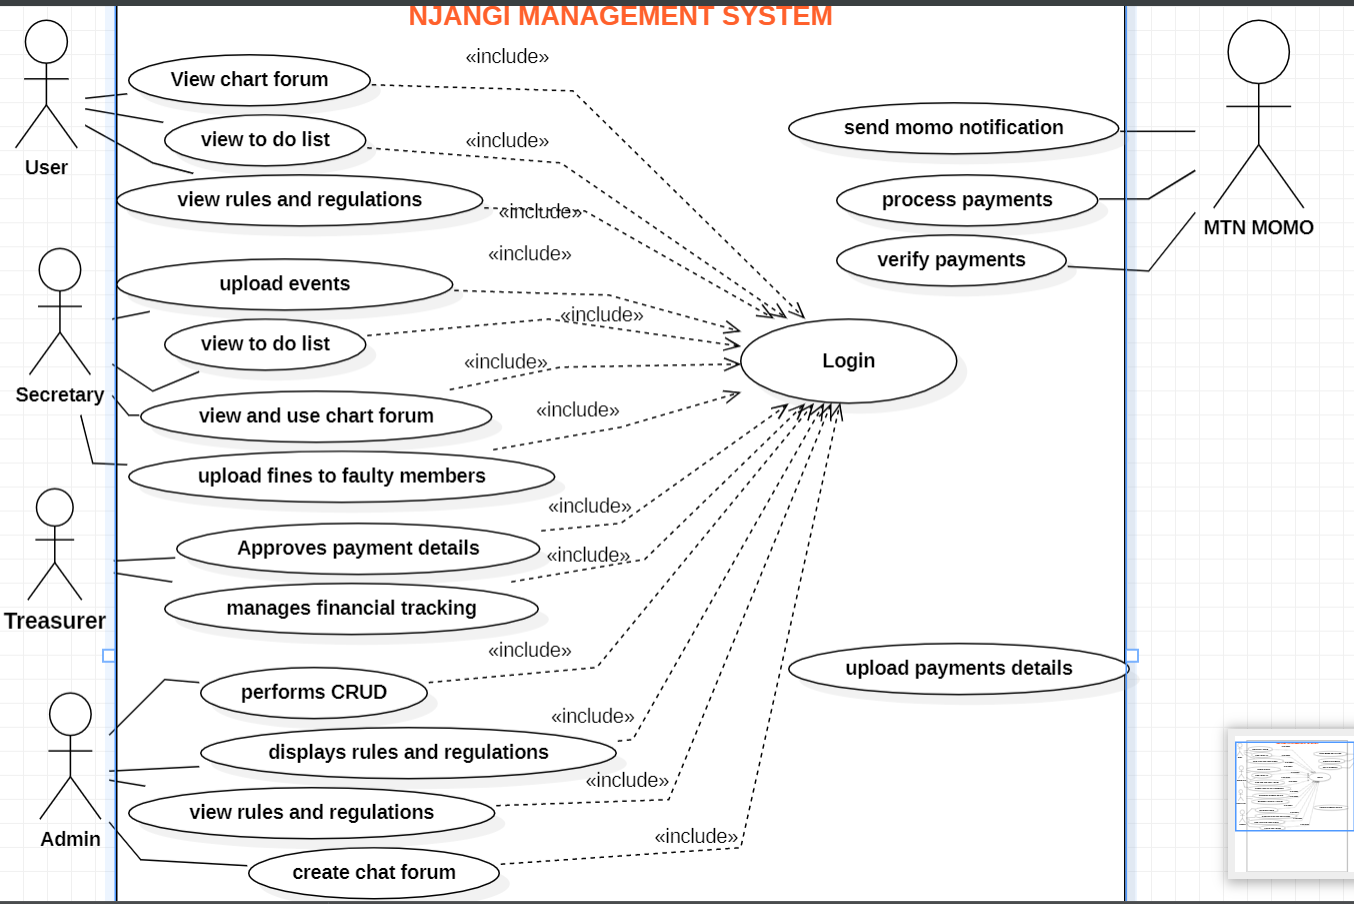 NJANGI MANAGEMENT SYSTEM
«include»
View chart forum
«include»
view to do list
view rules and regulations
«include»
User
«include»
upload events
«include»
view to do list
«include»
Secretary
view and use chart forum
«include»
upload fines to faulty members
«include»
Approves payment details
«include»
manages financial tracking
Treasurer
«include»
performs CRUD
«include»
displays rules and regulations
«include»
view rules and regulations
Admin
«include»
create chat forum
Login
send momo notification
process payments
verify payments
MTN MOMO
upload payments details